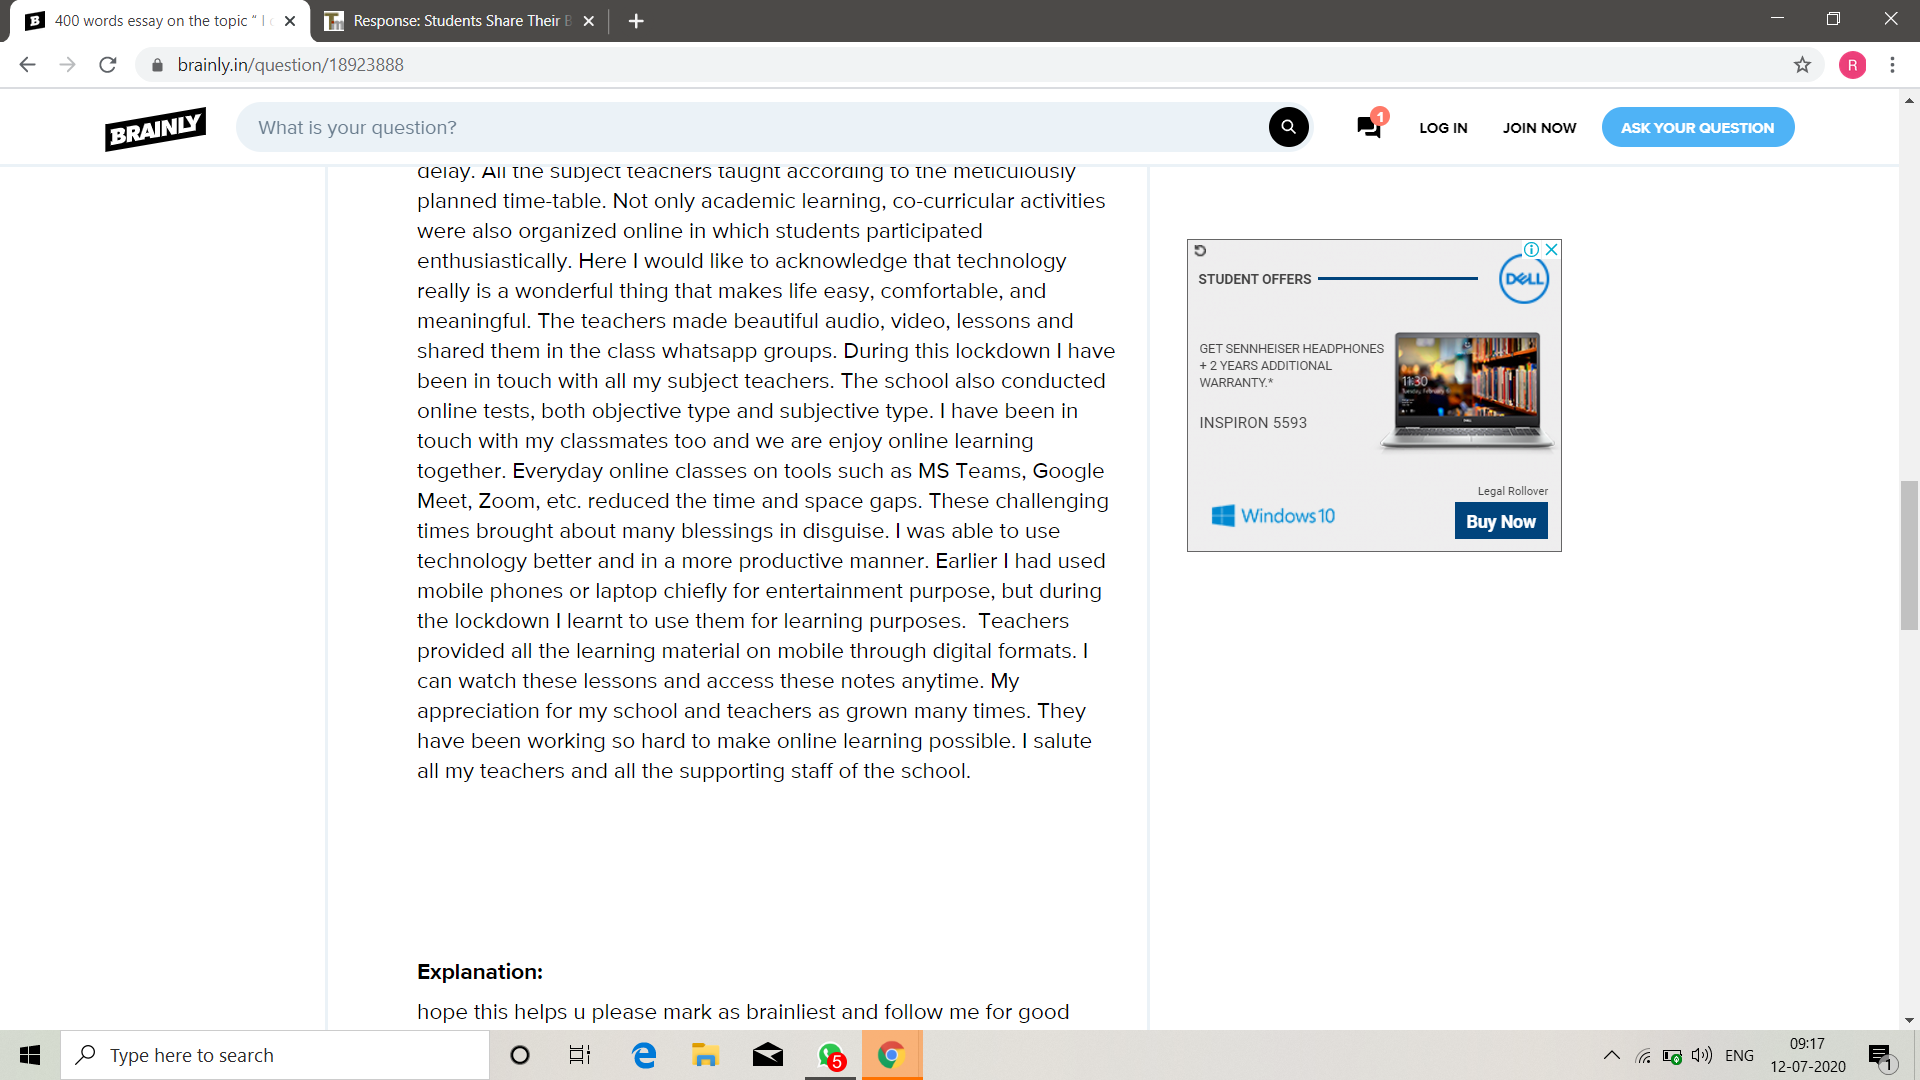 400 words essay on the topic “ I
Response: Students Share Their
brainly.in/question/18923888
R
BRAINLY
What is your question?
1
LOG IN
JOIN NOW
ASK YOUR QUESTION
delay. All the subject teachers taught according to the meticulously
planned time-table. Not only academic learning, co-curricular activities
were also organized online in which students participated
enthusiastically. Here I would like to acknowledge that technology
really is a wonderful thing that makes life easy, comfortable, and
meaningful. The teachers made beautiful audio, video, lessons and
shared them in the class whatsapp groups. During this lockdown I have
been in touch with all my subject teachers. The school also conducted
online tests, both objective type and subjective type. I have been in
touch with my classmates too and we are enjoy online learning
together. Everyday online classes on tools such as MS Teams, Google
Meet, Zoom, etc. reduced the time and space gaps. These challenging
times brought about many blessings in disguise. I was able to use
technology better and in a more productive manner. Earlier I had used
mobile phones or laptop chiefly for entertainment purpose, but during
the lockdown I learnt to use them for learning purposes.  Teachers
provided all the learning material on mobile through digital formats. I
can watch these lessons and access these notes anytime. My
appreciation for my school and teachers as grown many times. They
have been working so hard to make online learning possible. I salute
all my teachers and all the supporting staff of the school.
Explanation:
hope this helps u please mark as brainliest and follow me for good
STUDENT OFFERS
DELL
GET SENNHEISER HEADPHONES
+ 2 YEARS ADDITIONAL
WARRANTY.*
INSPIRON 5593
11:30
Legal Rollover
Windows10
Buy Now
Type here to search
5
ENG
09:17
12-07-2020
1